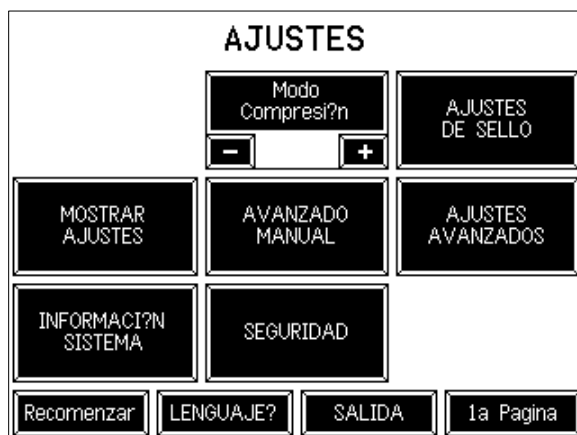 AJUSTES
Modo
Compresi?n
- +
AJUSTES
DE SELLO
MOSTRAR
AJUSTES
AVANZADO
MANUAL
AJUSTES
AVANZADOS
INFORMACI?N
SISTEMA
SEGURIDAD
Recomenzar
LENGUAJE?
SALIDA
1a Pagina